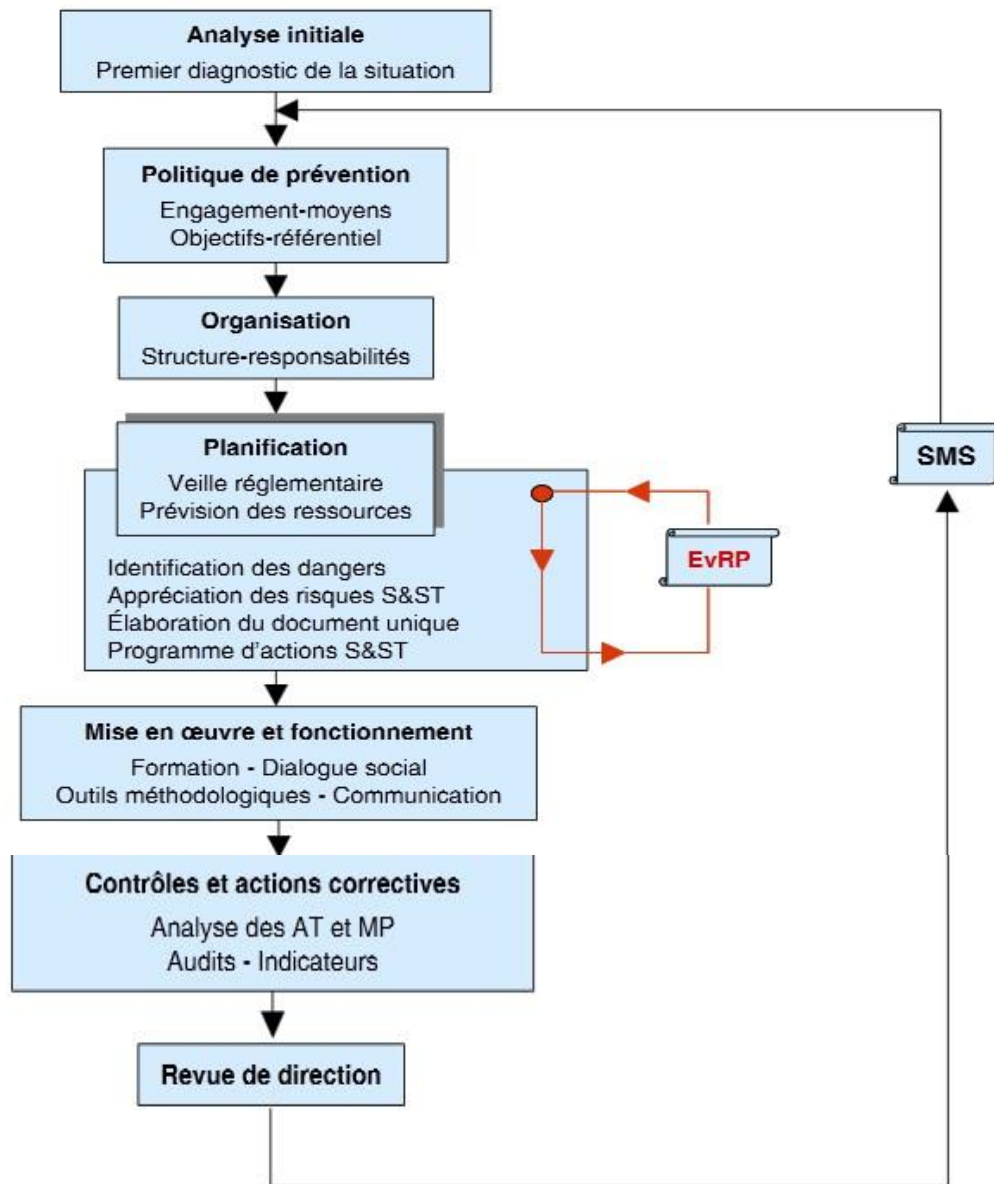 Analyse initiale
Premier diagnostic de la situation
Politique de prévention
Engagement-moyens
Objectifs-référentiel
Organisation
Structure-responsabilités
Planification
Veille réglementaire
Prévision des ressources
Identification des dangers
Appréciation des risques S&ST
Élaboration du document unique
Programme d'actions S&ST
EvRP
SMS
Mise en œuvre et fonctionnement
Formation - Dialogue social
Outils méthodologiques - Communication
Contrôles et actions correctives
Analyse des AT et MP
Audits - Indicateurs
Revue de direction